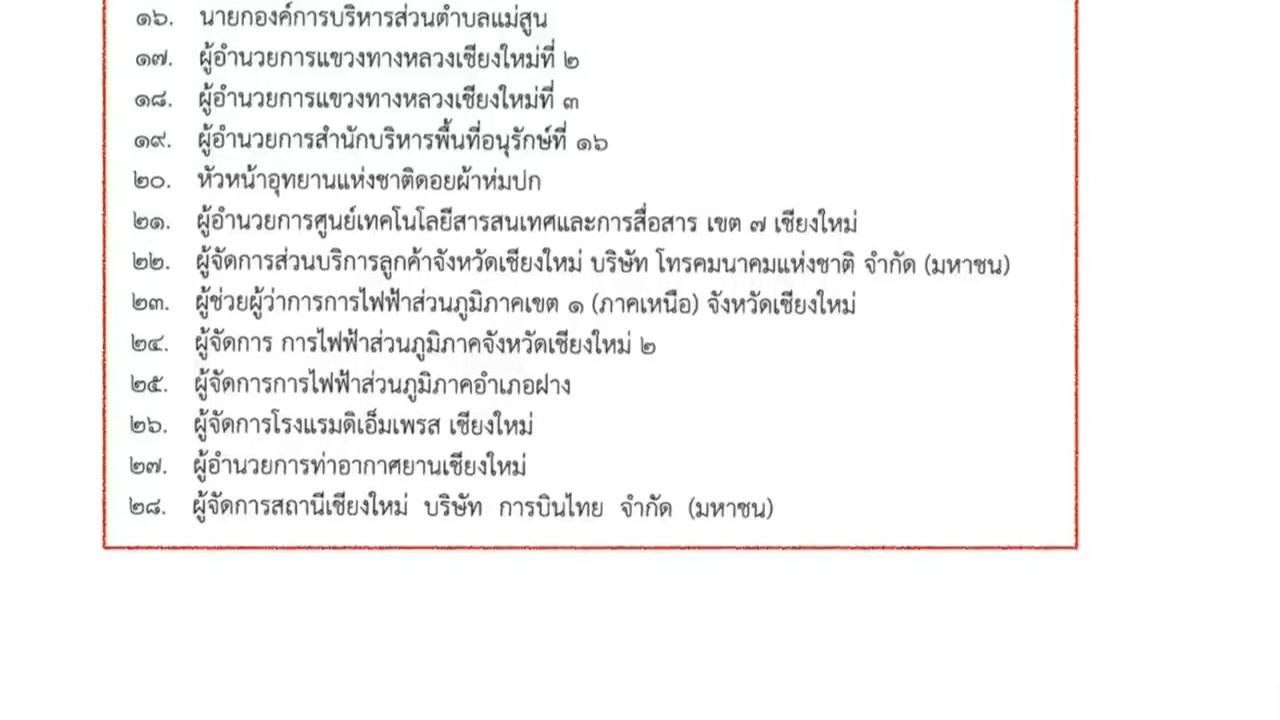 ๑๖. นายกองค์การบริหารส่วนตำบลแม่สูน
๑๗. ผู้อำนวยการแขวงทางหลวงเชียงใหม่ที่ ๒
๑๘. ผู้อำนวยการแขวงทางหลวงเชียงใหม่ที่ ๓
๑๙. ผู้อำนวยการสำนักบริหารพื้นที่อนุรักษ์ที่ ๑๖
๒๐. หัวหน้าอุทยานแห่งชาติดอยผ้าห่มปก
๒๑. ผู้อำนวยการศูนย์เทคโนโลยีสารสนเทศและการสื่อสาร เขต ๗ เชียงใหม่
๒๒. ผู้จัดการส่วนบริการลูกค้าจังหวัดเชียงใหม่ บริษัท โทรคมนาคมแห่งชาติ จำกัด (มหาชน)
๒๓. ผู้ช่วยผู้ว่าการการไฟฟ้าส่วนภูมิภาคเขต ๑ (ภาคเหนือ) จังหวัดเชียงใหม่
๒๔. ผู้จัดการ การไฟฟ้าส่วนภูมิภาคจังหวัดเชียงใหม่ ๒
๒๕. ผู้จัดการการไฟฟ้าส่วนภูมิภาคอำเภอฝาง
๒๖. ผู้จัดการโรงแรมดิเอ็มเพรส เชียงใหม่
๒๗. ผู้อำนวยการท่าอากาศยานเชียงใหม่
๒๘. ผู้จัดการสถานีเชียงใหม่ บริษัท การบินไทย จำกัด (มหาชน)